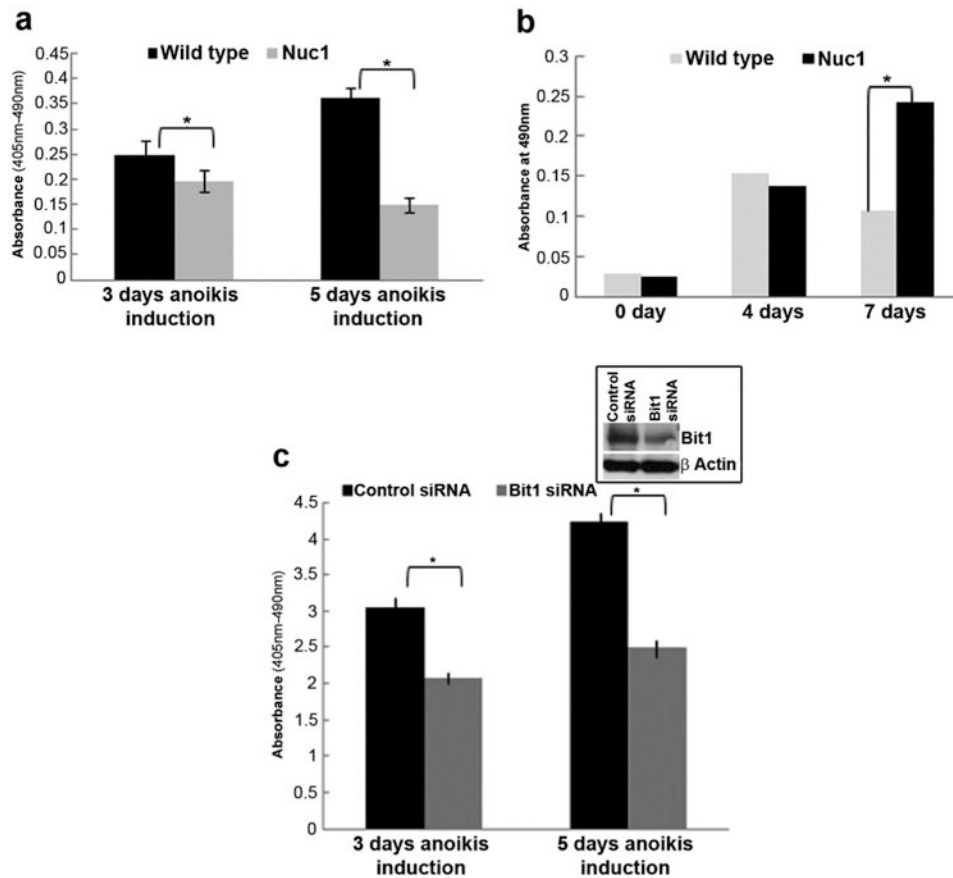 a
Wild type Nuc1
Absorbance (405nm-490nm)
0.45
0.4
0.35
0.3
0.25
0.2
0.15
0.1
0.05
0
*
*
3 days anoikis induction
5 days anoikis induction
b
Wild type Nuc1
Absorbance at 490nm
0.3
0.25
0.2
0.15
0.1
0.05
0
*
0 day
4 days
7 days
Control siRNA
Bit1 siRNA
Bit1
β Actin
c
Control siRNA Bit1 siRNA
Absorbance (405nm-490nm)
4.5
4
3.5
3
2.5
2
1.5
1
0.5
0
*
*
3 days anoikis induction
5 days anoikis induction